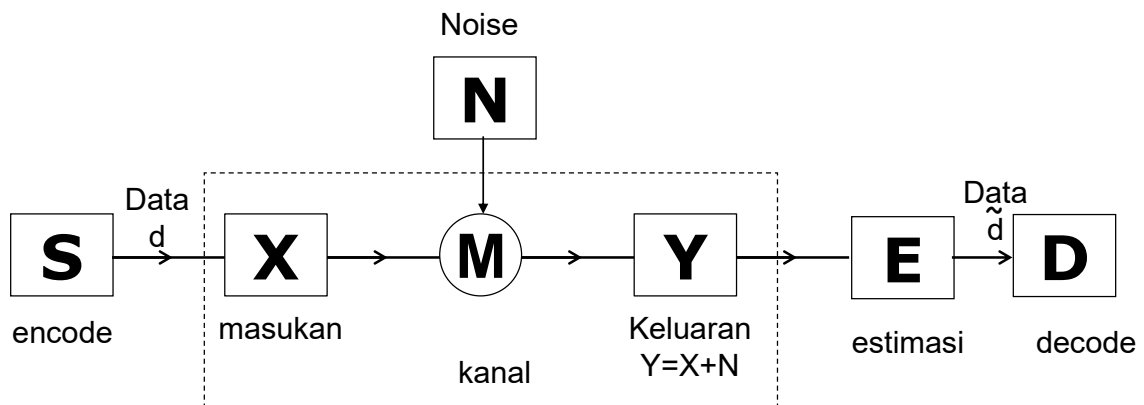 Noise
N
Data
d
Data
d̃
S
X
M
Y
E
D
encode
masukan
Keluaran
Y=X+N
estimasi
decode
kanal